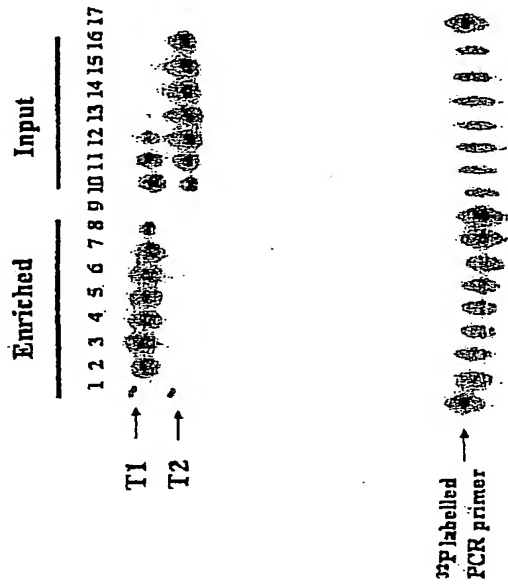 Enriched
Input
1 2 3 4 5 6 7 8 9 10 11 12 13 14 15 16 17
T1
T2
32P labelled
PCR primer